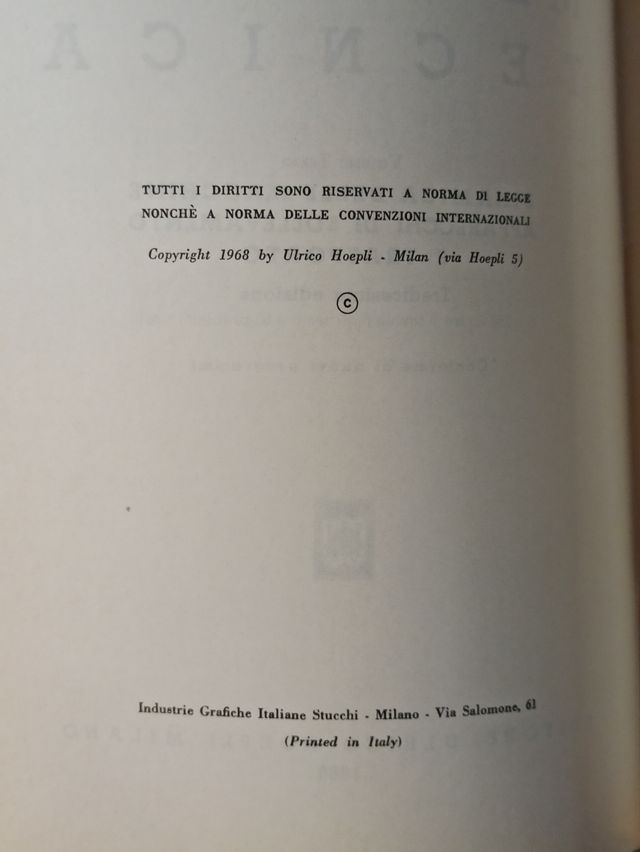 TUTTI I DIRITTI SONO RISERVATI A NORMA DI LEGGE
NONCHÈ A NORMA DELLE CONVENZIONI INTERNAZIONALI
Copyright 1968 by Ulrico Hoepli - Milan (via Hoepli 5)
©
Industrie Grafiche Italiane Stucchi - Milano - Via Salomone, 61
(Printed in Italy)